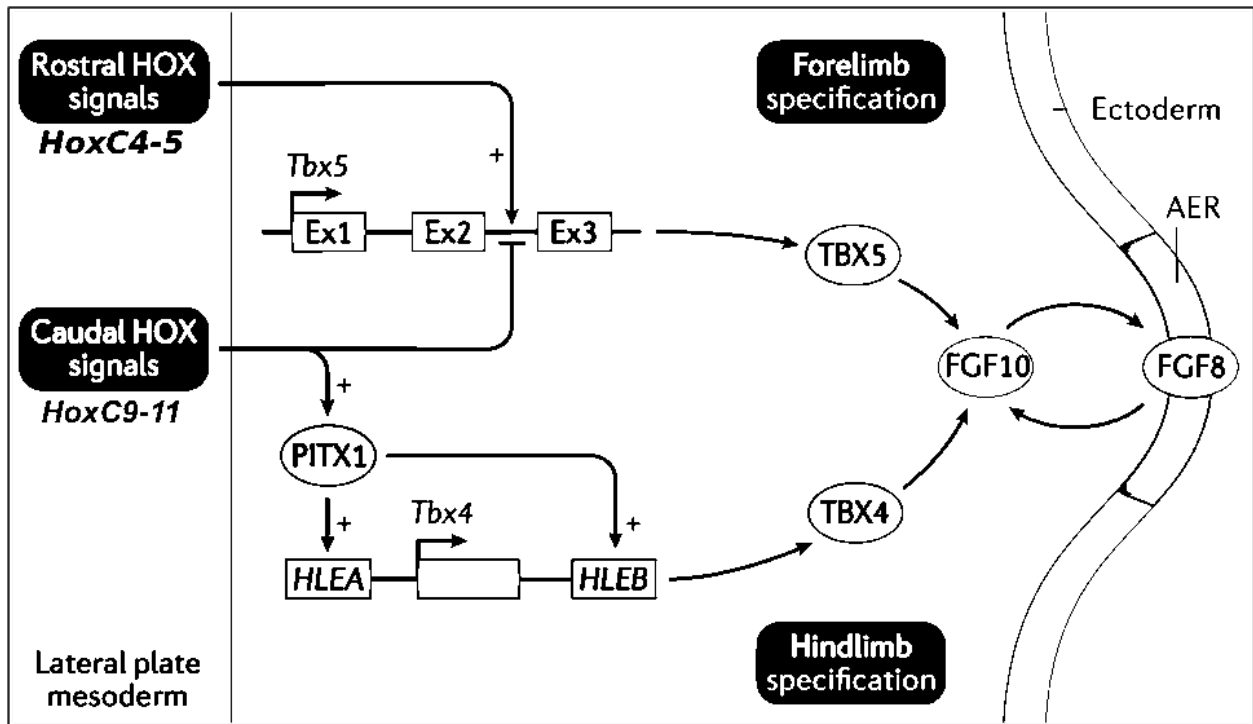 Rostral HOX
signals
HoxC4-5
Forelimb
specification
Ectoderm
+
Tbx5
AER
Ex1
Ex2
Ex3
TBX5
Caudal HOX
signals
HoxC9-11
FGF10
FGF8
+
PITX1
Tbx4
+
+
TBX4
HLEA
HLEB
Lateral plate
mesoderm
Hindlimb
specification